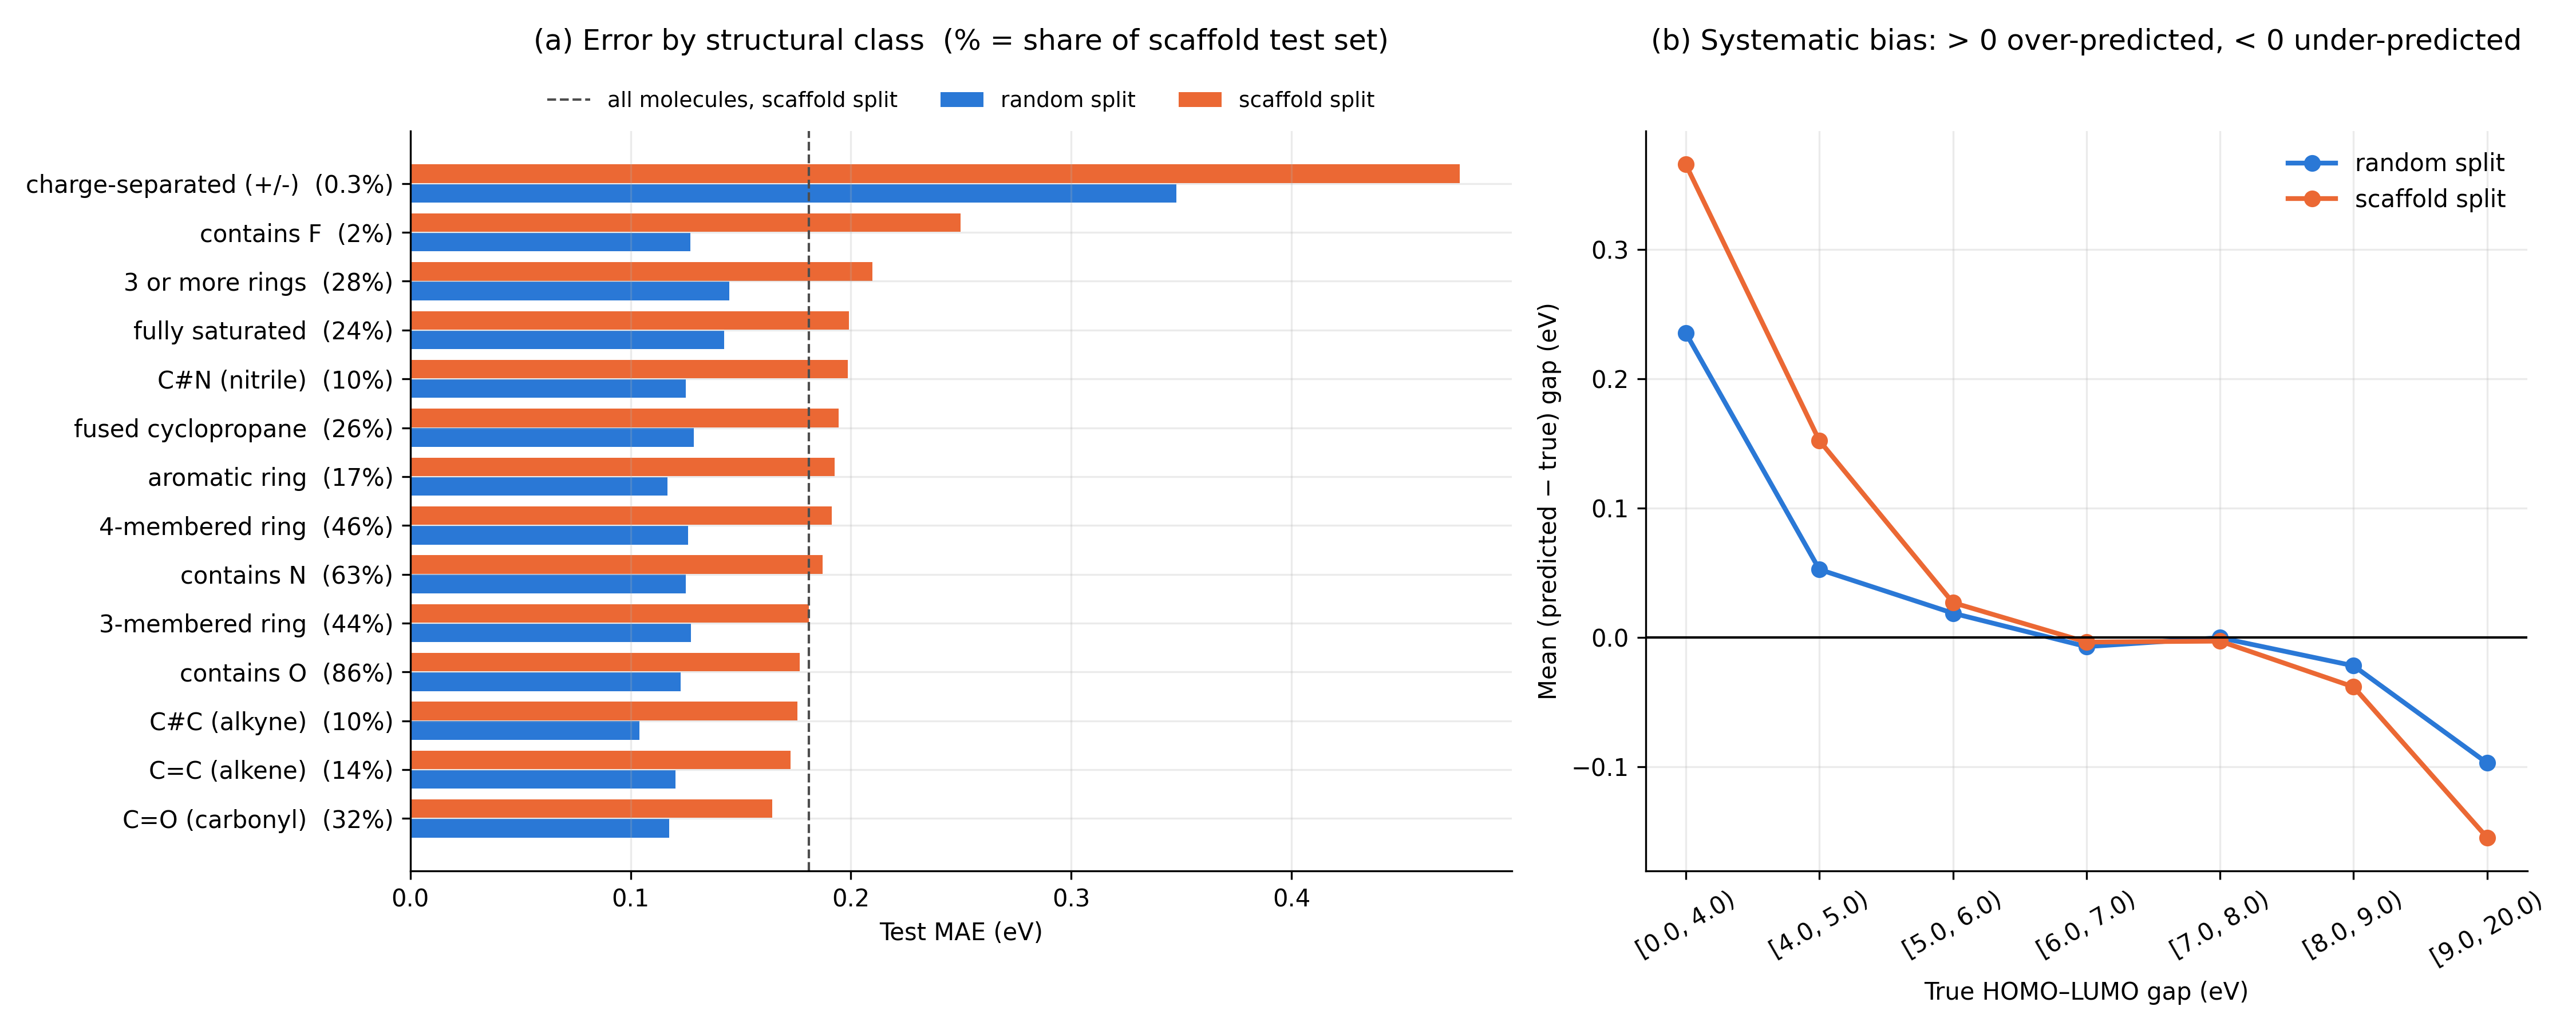 (a) Error by structural class  (% = share of scaffold test set)
all molecules, scaffold split
random split
scaffold split
charge-separated (+/-)  (0.3%)
contains F  (2%)
3 or more rings  (28%)
fully saturated  (24%)
C#N (nitrile)  (10%)
fused cyclopropane  (26%)
aromatic ring  (17%)
4-membered ring  (46%)
contains N  (63%)
3-membered ring  (44%)
contains O  (86%)
C#C (alkyne)  (10%)
C=C (alkene)  (14%)
C=O (carbonyl)  (32%)
0.0 0.1 0.2 0.3 0.4
Test MAE (eV)
(b) Systematic bias: > 0 over-predicted, < 0 under-predicted
random split
scaffold split
Mean (predicted − true) gap (eV)
0.3
0.2
0.1
0.0
−0.1
[0.0, 4.0) [4.0, 5.0) [5.0, 6.0) [6.0, 7.0) [7.0, 8.0) [8.0, 9.0) [9.0, 20.0)
True HOMO–LUMO gap (eV)